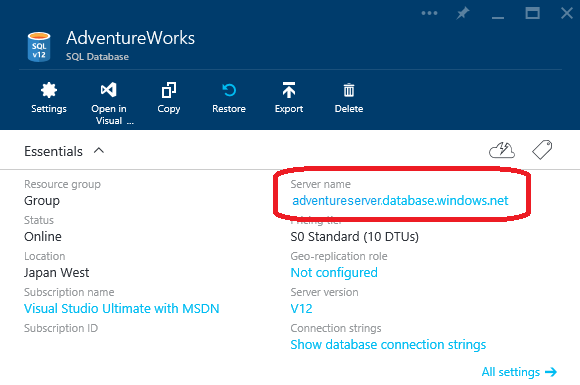 AdventureWorks
SQL Database
SQL
v12
Settings
Open in
Visual ...
Copy
Restore
Export
Delete
Essentials
Resource group
Group
Status
Online
Location
Japan West
Subscription name
Visual Studio Ultimate with MSDN
Subscription ID
Server name
adventureserver.database.windows.net
Pricing tier
S0 Standard (10 DTUs)
Geo-replication role
Not configured
Server version
V12
Connection strings
Show database connection strings
All settings